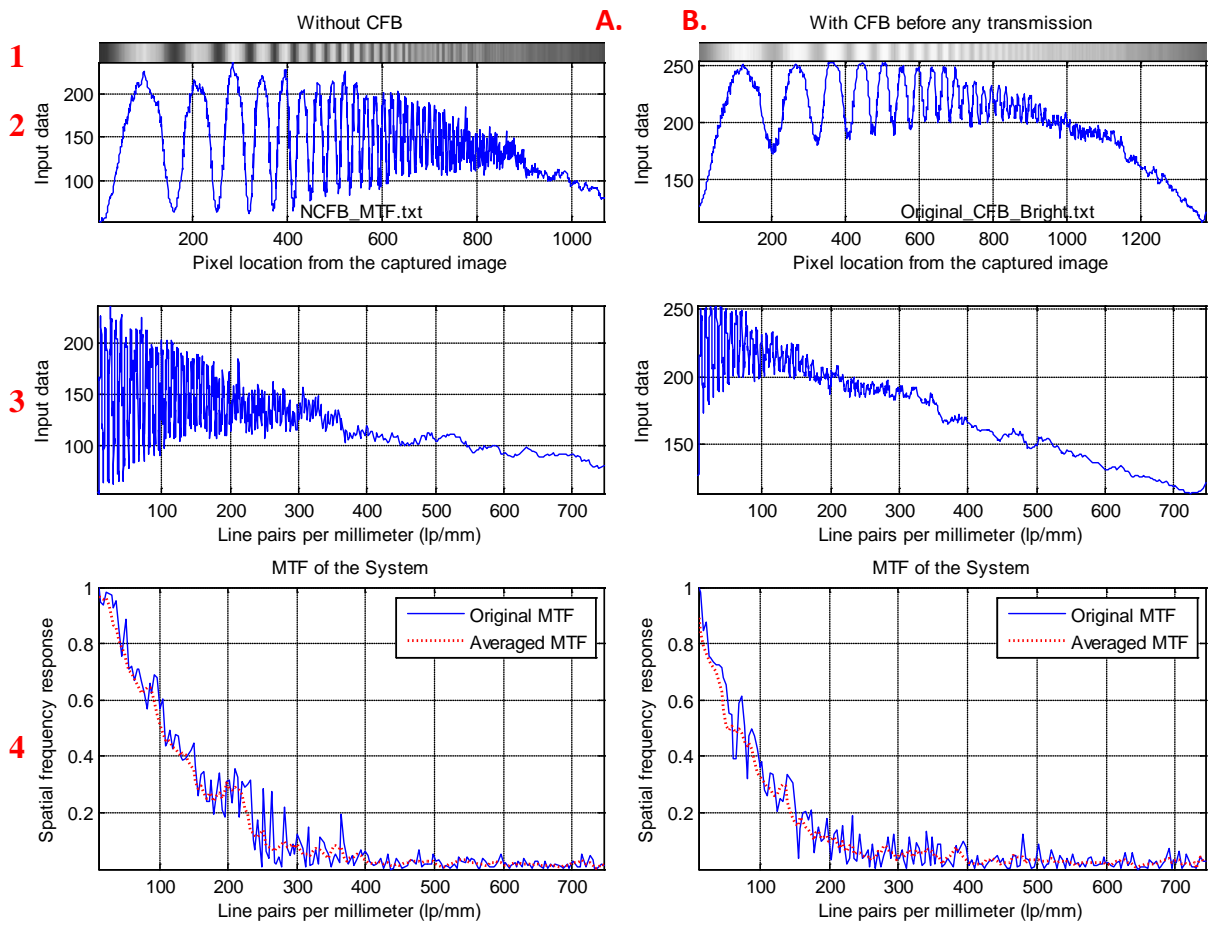 Without CFB
A.
B.
With CFB before any transmission
1
2
Input data
200
100
NCFB_MTF.txt
200 400 600 800 1000
Pixel location from the captured image
Input data
250
200
150
Original_CFB_Bright.txt
200 400 600 800 1000 1200
Pixel location from the captured image
3
Input data
200
150
100
100 200 300 400 500 600 700
Line pairs per millimeter (lp/mm)
Input data
250
200
150
100 200 300 400 500 600 700
Line pairs per millimeter (lp/mm)
4
MTF of the System
Spatial frequency response
1
0.8
0.6
0.4
0.2
Original MTF
Averaged MTF
100 200 300 400 500 600 700
Line pairs per millimeter (lp/mm)
MTF of the System
Spatial frequency response
1
0.8
0.6
0.4
0.2
Original MTF
Averaged MTF
100 200 300 400 500 600 700
Line pairs per millimeter (lp/mm)